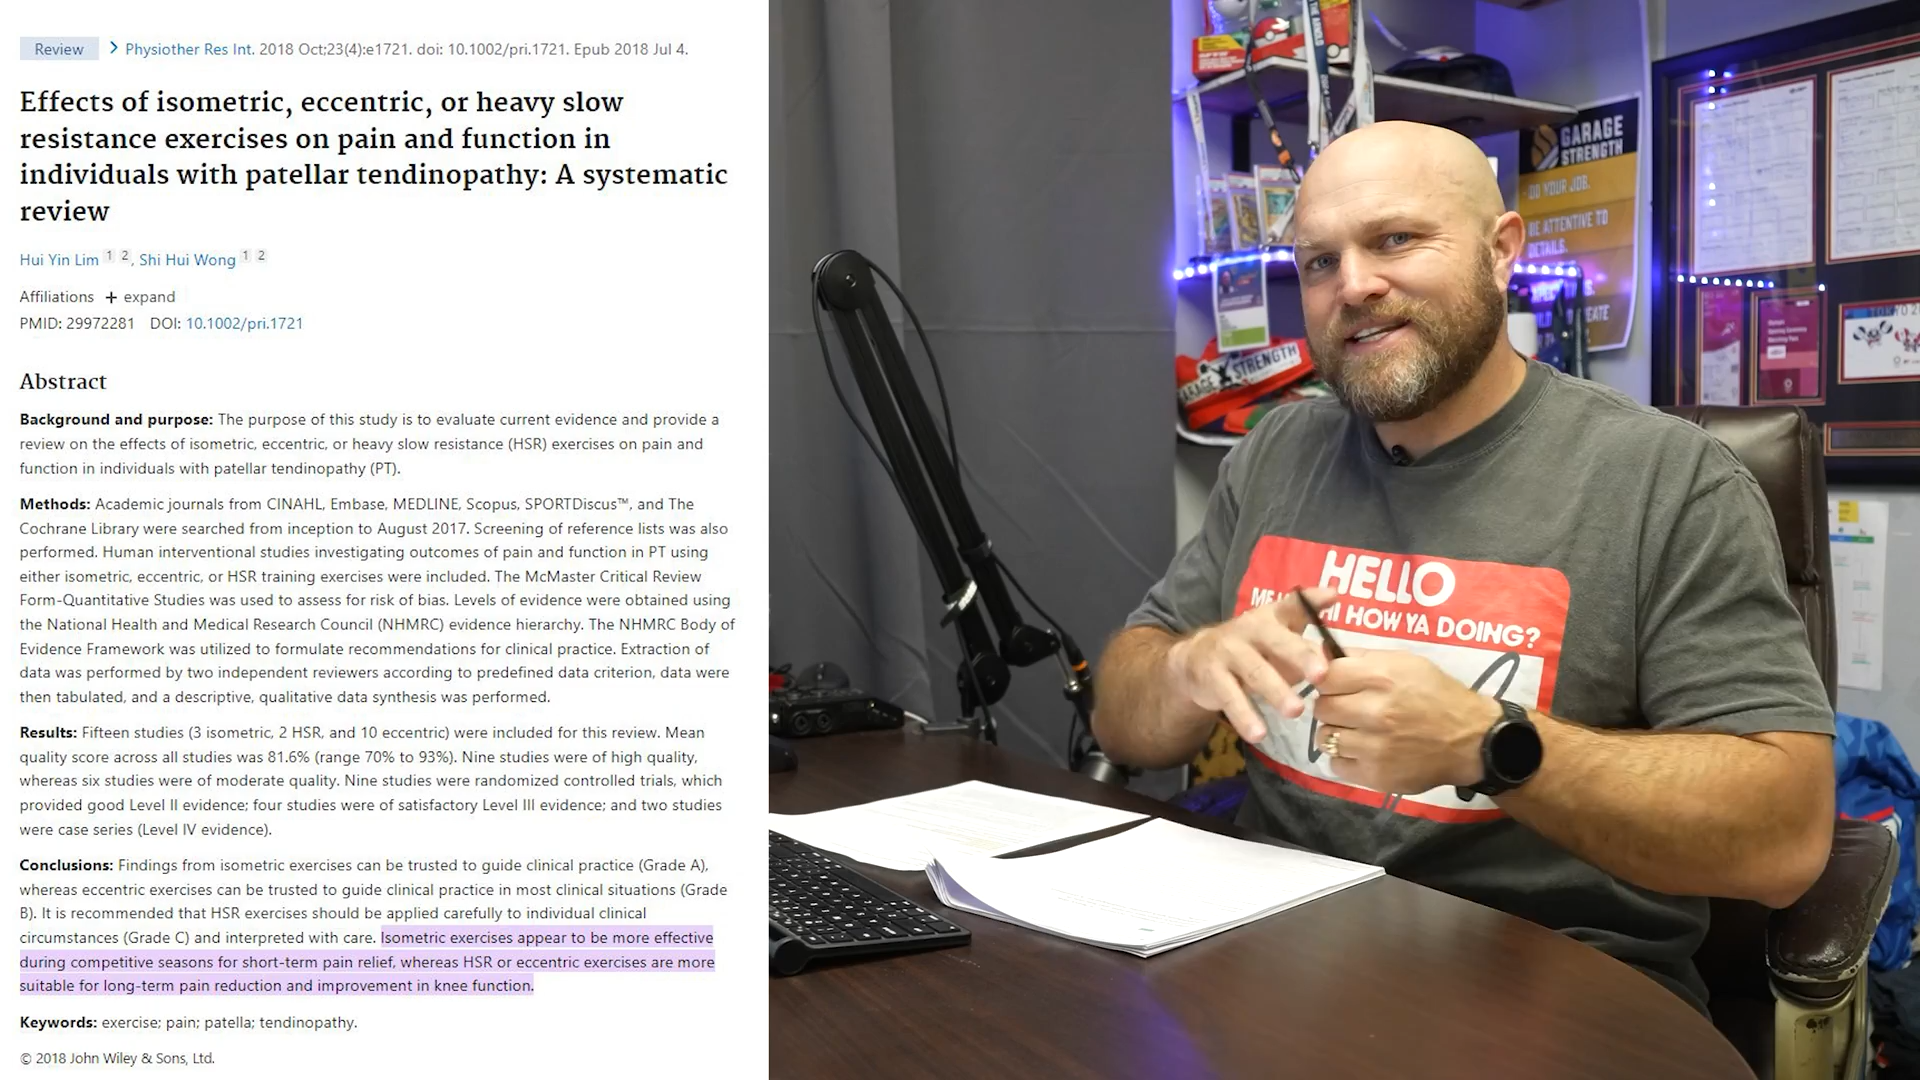 Review
Physiother Res Int. 2018 Oct;23(4):e1721. doi: 10.1002/pri.1721. Epub 2018 Jul 4.
Effects of isometric, eccentric, or heavy slow
resistance exercises on pain and function in
individuals with patellar tendinopathy: A systematic
review
Hui Yin Lim 1 2, Shi Hui Wong 1 2
Affiliations + expand
PMID: 29972281 DOI: 10.1002/pri.1721
Abstract
Background and purpose: The purpose of this study is to evaluate current evidence and provide a
review on the effects of isometric, eccentric, or heavy slow resistance (HSR) exercises on pain and
function in individuals with patellar tendinopathy (PT).
Methods: Academic journals from CINAHL, Embase, MEDLINE, Scopus, SPORTDiscus™, and The
Cochrane Library were searched from inception to August 2017. Screening of reference lists was also
performed. Human interventional studies investigating outcomes of pain and function in PT using
either isometric, eccentric, or HSR training exercises were included. The McMaster Critical Review
Form-Quantitative Studies was used to assess for risk of bias. Levels of evidence were obtained using
the National Health and Medical Research Council (NHMRC) evidence hierarchy. The NHMRC Body of
Evidence Framework was utilized to formulate recommendations for clinical practice. Extraction of
data was performed by two independent reviewers according to predefined data criterion, data were
then tabulated, and a descriptive, qualitative data synthesis was performed.
Results: Fifteen studies (3 isometric, 2 HSR, and 10 eccentric) were included for this review. Mean
quality score across all studies was 81.6% (range 70% to 93%). Nine studies were of high quality,
whereas six studies were of moderate quality. Nine studies were randomized controlled trials, which
provided good Level II evidence; four studies were of satisfactory Level III evidence; and two studies
were case series (Level IV evidence).
Conclusions: Findings from isometric exercises can be trusted to guide clinical practice (Grade A),
whereas eccentric exercises can be trusted to guide clinical practice in most clinical situations (Grade
B). It is recommended that HSR exercises should be applied carefully to individual clinical
circumstances (Grade C) and interpreted with care. Isometric exercises appear to be more effective
during competitive seasons for short-term pain relief, whereas HSR or eccentric exercises are more
suitable for long-term pain reduction and improvement in knee function.
Keywords: exercise; pain; patella; tendinopathy.
© 2018 John Wiley & Sons, Ltd.
GARAGE
STRENGTH
DO YOUR JOB.
BE ATTENTIVE TO
DETAILS.
STRENGTH
HELLO
HI HOW YA DOING?